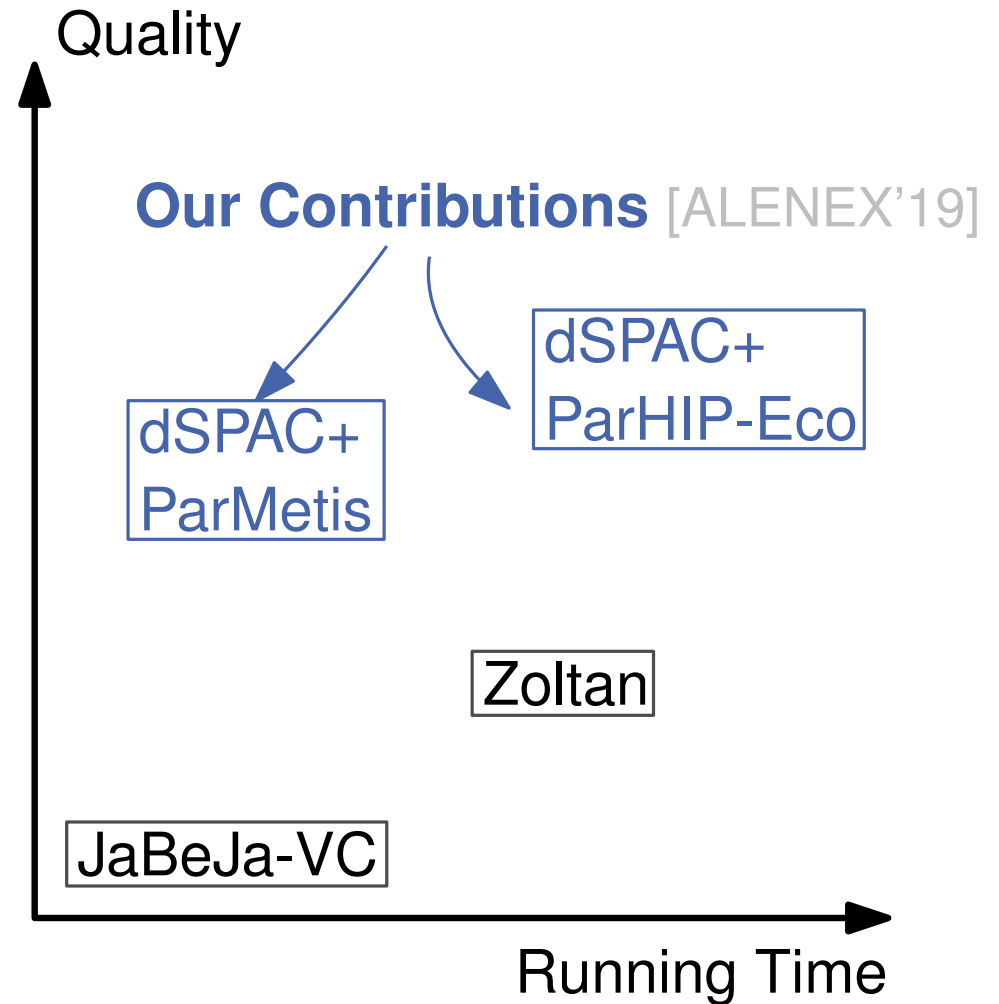 Quality
Our Contributions [ALENEX'19]
dSPAC+
ParHIP-Eco
dSPAC+
ParMetis
Zoltan
JaBeJa-VC
Running Time